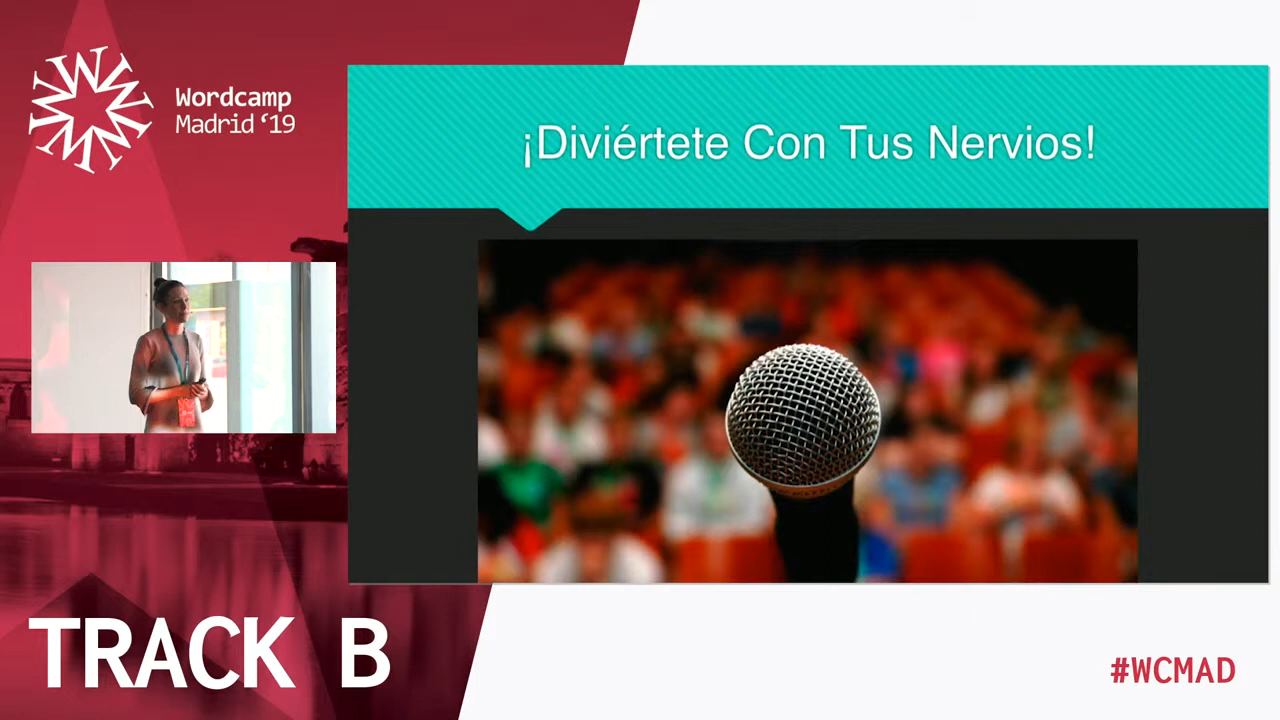 Wordcamp
Madrid ‘19
¡Diviértete Con Tus Nervios!
TRACK B
#WCMAD